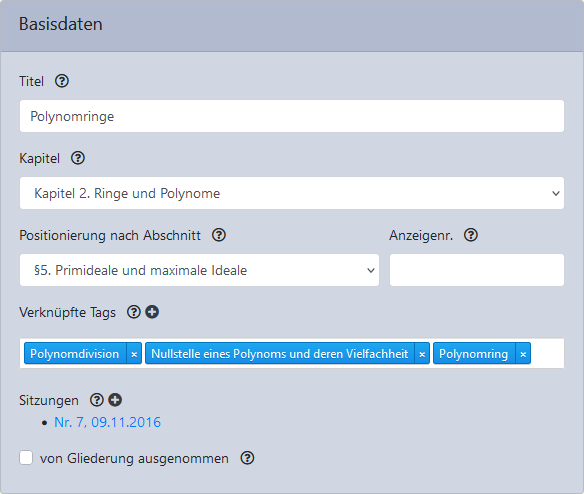 Basisdaten
Titel
Polynomringe
Kapitel
Kapitel 2. Ringe und Polynome
Positionierung nach Abschnitt Anzeigenr.
§5. Primideale und maximale Ideale
Verknüpfte Tags
Polynomdivision × Nullstelle eines Polynoms und deren Vielfachheit × Polynomring ×
Sitzungen
• Nr. 7, 09.11.2016
von Gliederung ausgenommen